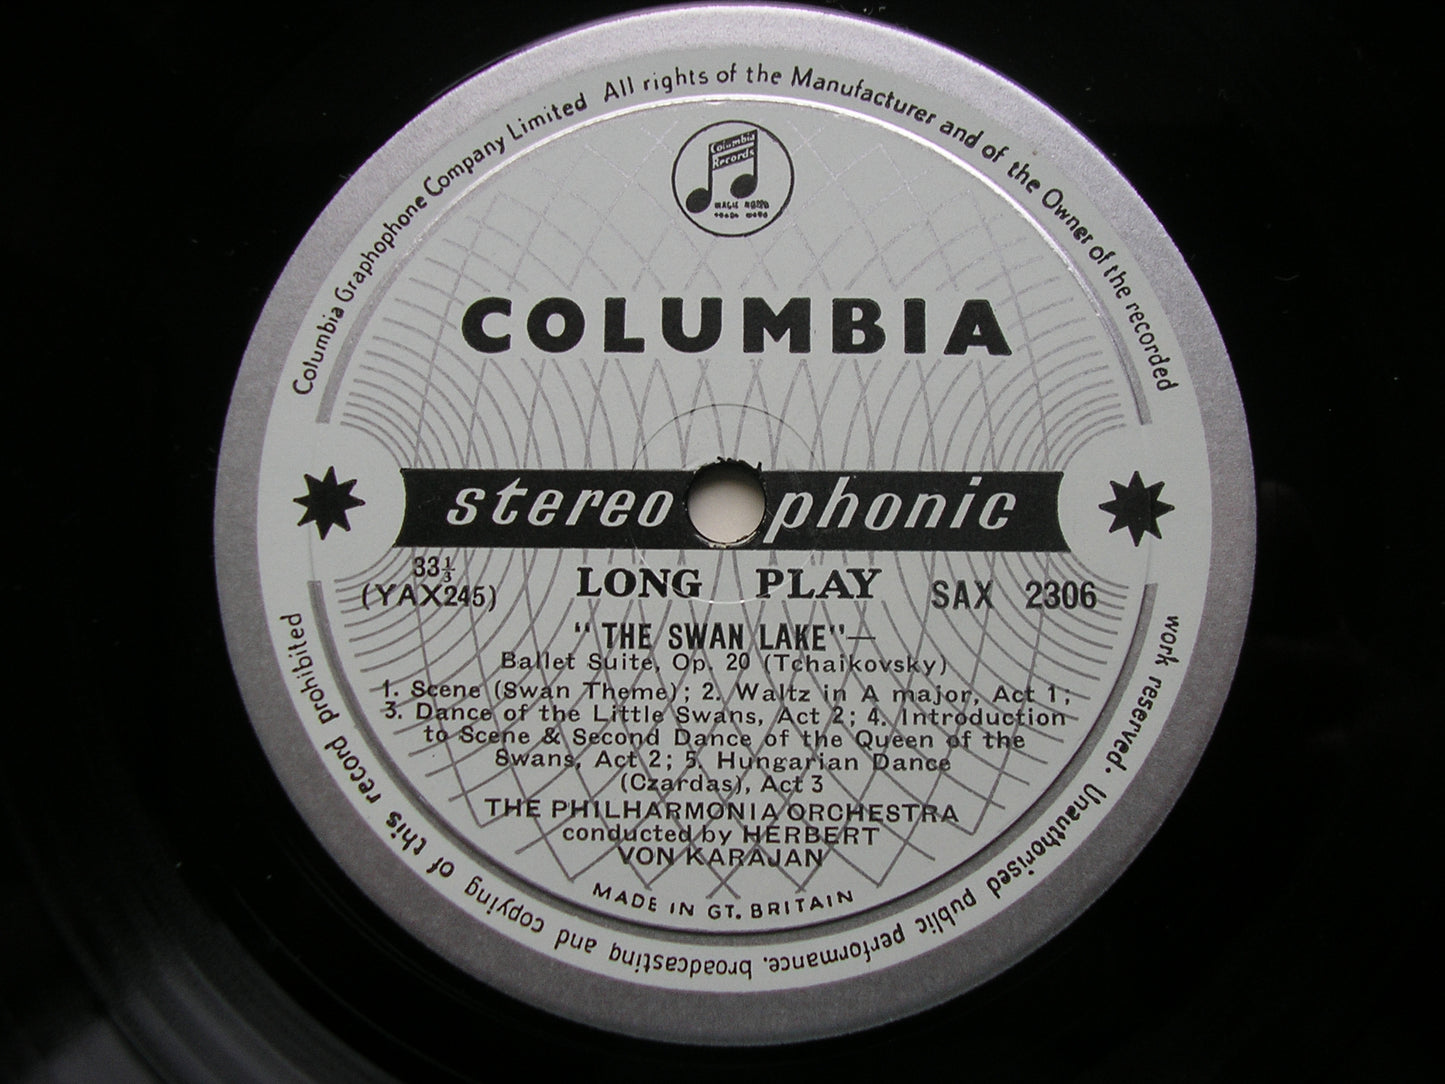 Columbia Graphophone Company Limited All rights of the Manufacturer and of the Owner of the recorded
work reserved. Unauthorised public performance, broadcasting and copying of this record prohibited
Columbia
Records
MAGIC NOTES
TRADE MARK
COLUMBIA
stereophonic
33⅓
(YAX245)
LONG PLAY
SAX 2306
"THE SWAN LAKE"—
Ballet Suite, Op. 20 (Tchaikovsky)
1. Scene (Swan Theme); 2. Waltz in A major, Act 1;
3. Dance of the Little Swans, Act 2; 4. Introduction
to Scene & Second Dance of the Queen of the
Swans, Act 2; 5. Hungarian Dance
(Czardas), Act 3
THE PHILHARMONIA ORCHESTRA
conducted by HERBERT
VON KARAJAN
MADE IN GT. BRITAIN